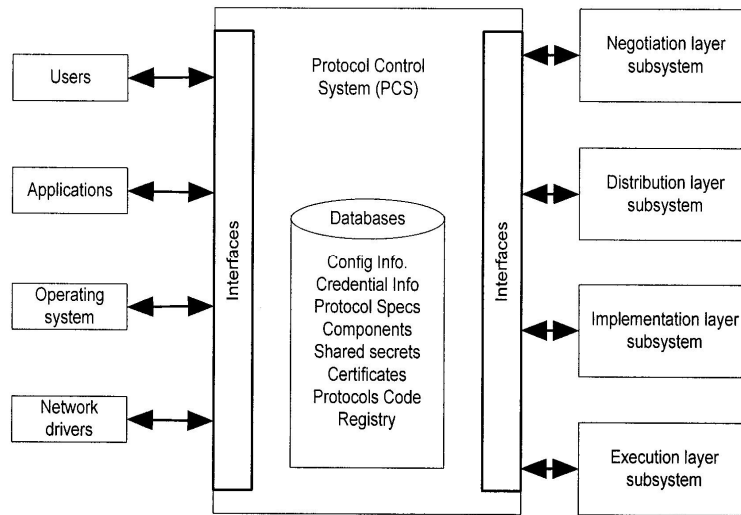 Users
Applications
Operating
system
Network
drivers
Interfaces
Protocol Control
System (PCS)
Databases
Config Info.
Credential Info
Protocol Specs
Components
Shared secrets
Certificates
Protocols Code
Registry
Interfaces
Negotiation layer
subsystem
Distribution layer
subsystem
Implementation layer
subsystem
Execution layer
subsystem